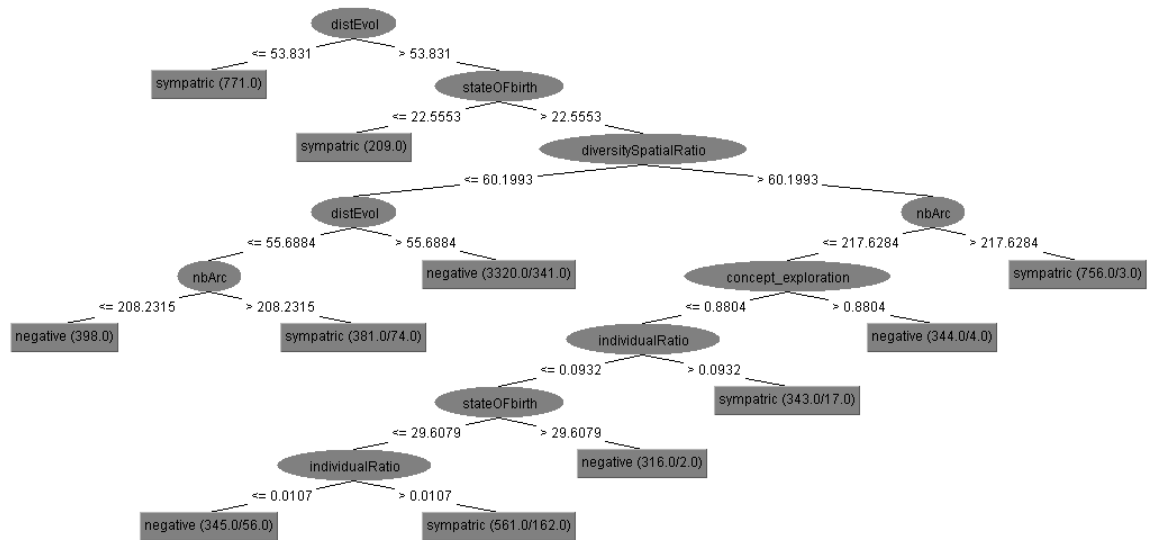 distEvol
<= 53.831 > 53.831
sympatric (771.0) stateOFbirth
<= 22.5553 > 22.5553
sympatric (209.0) diversitySpatialRatio
<= 60.1993 > 60.1993
distEvol nbArc
<= 55.6884 > 55.6884 <= 217.6284 > 217.6284
nbArc negative (3320.0/341.0) concept_exploration sympatric (756.0/3.0)
<= 208.2315 > 208.2315 <= 0.8804 > 0.8804
negative (398.0) sympatric (381.0/74.0) individualRatio negative (344.0/4.0)
<= 0.0932 > 0.0932
stateOFbirth sympatric (343.0/17.0)
<= 29.6079 > 29.6079
individualRatio negative (316.0/2.0)
<= 0.0107 > 0.0107
negative (345.0/56.0) sympatric (561.0/162.0)